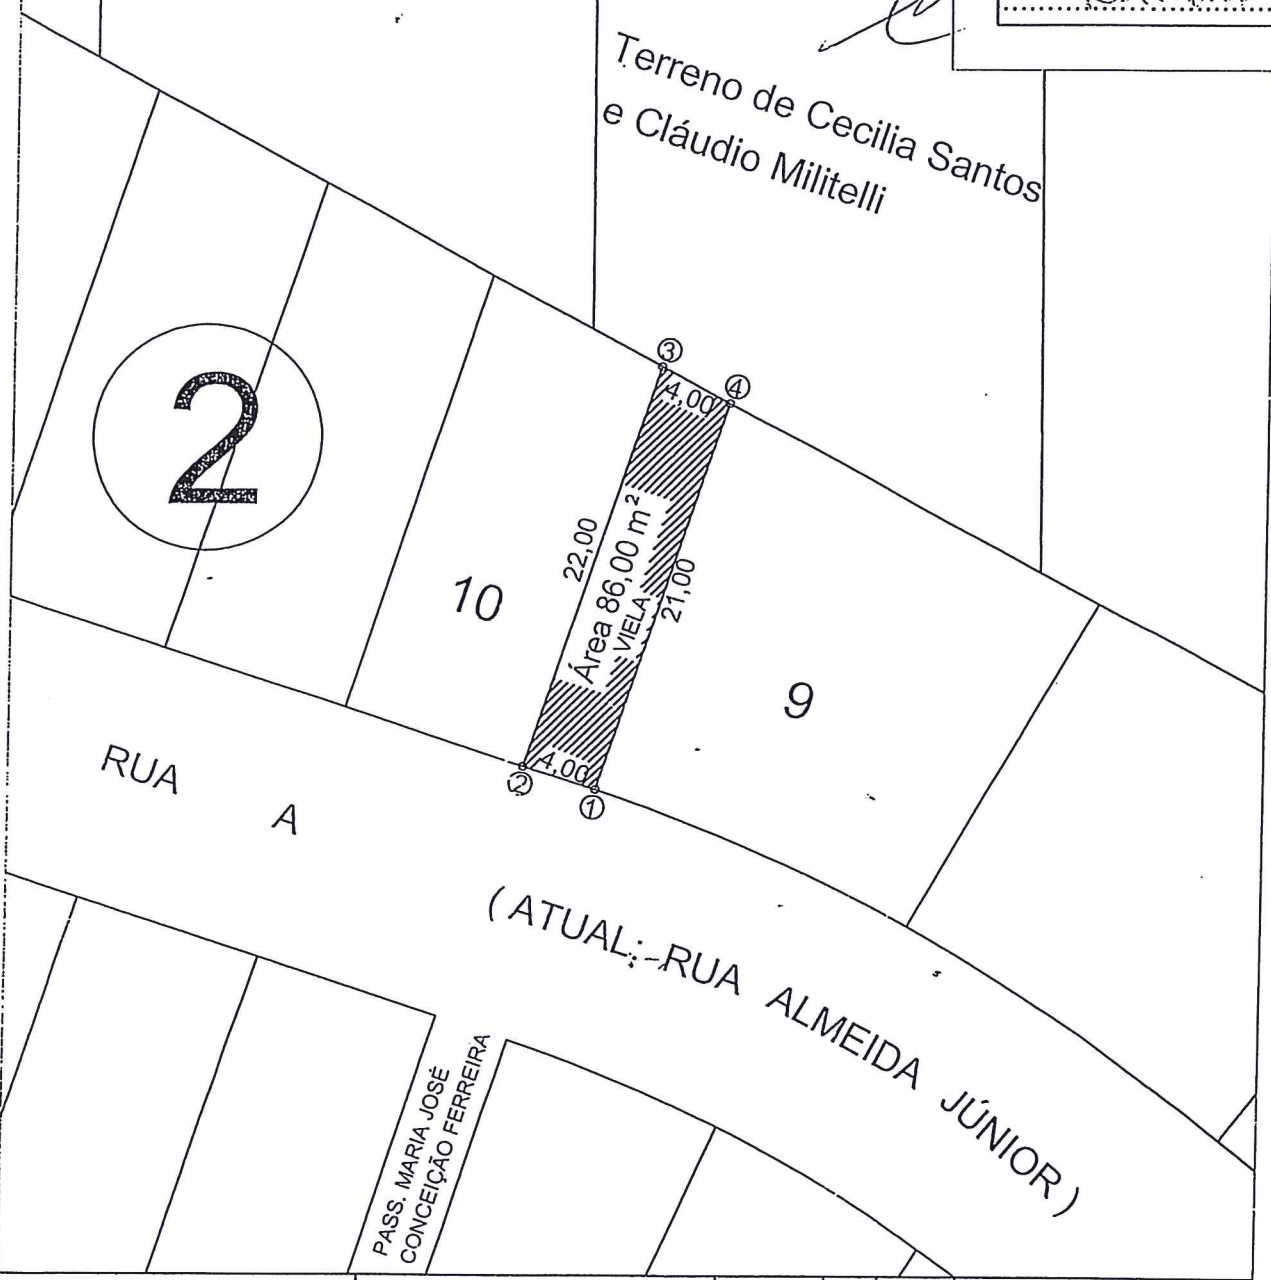 Terreno de Cecilia Santos
e Cláudio Militelli
3
4
4,00
2
22,00
Área 86,00 m²
VIELA
21,00
10
9
4,00
2
1
RUA A
(ATUAL: RUA ALMEIDA JÚNIOR)
PASS. MARIA JOSÉ
CONCEIÇÃO FERREIRA